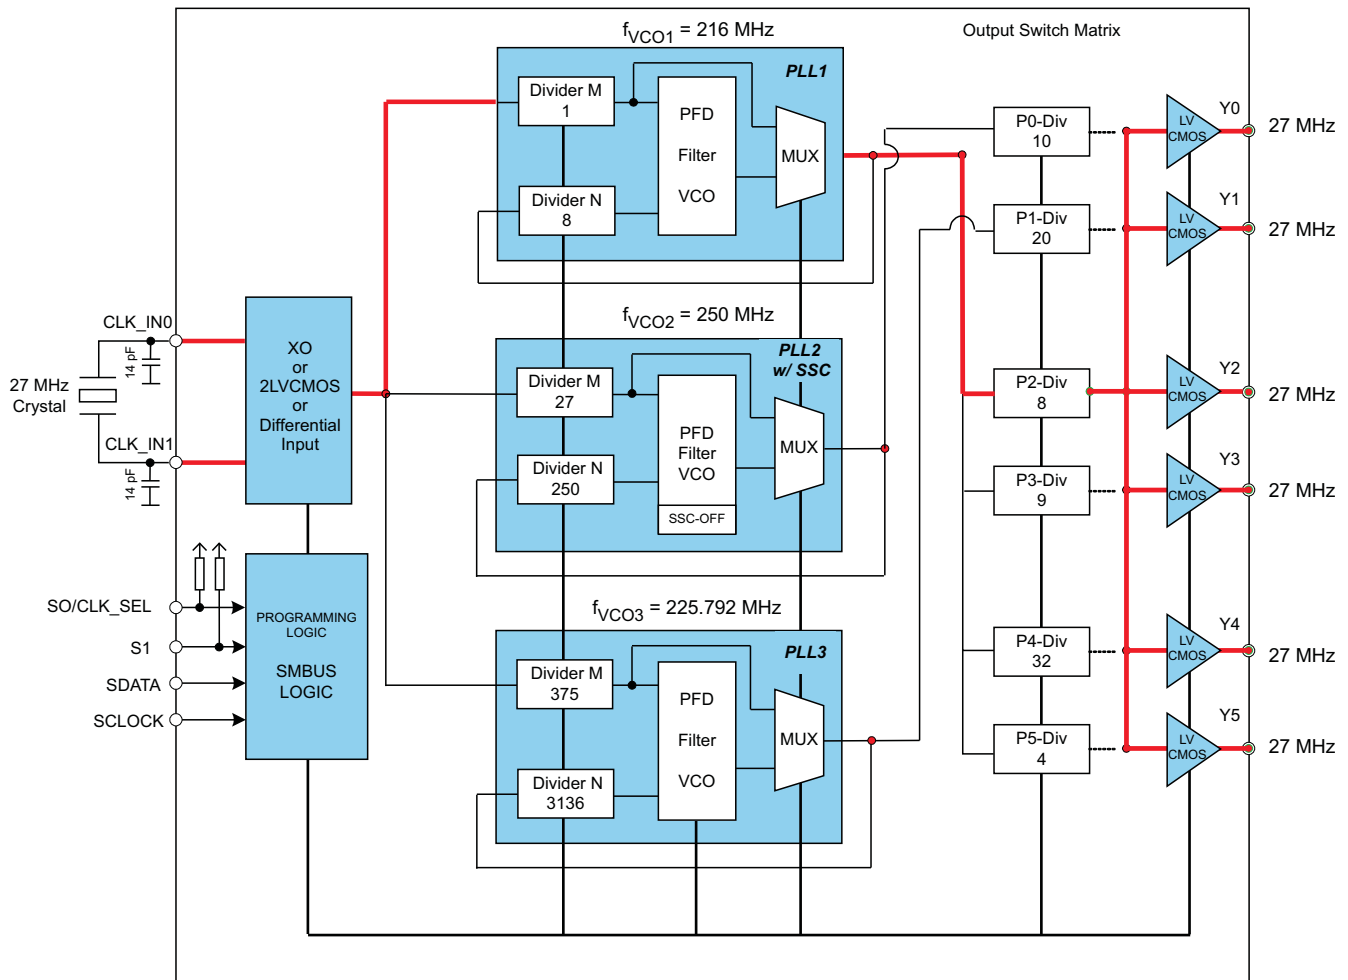 fVCO1 = 216 MHz
Output Switch Matrix
PLL1
Divider M
1
PFD
Filter
VCO
MUX
Divider N
8
P0-Div
10
LV
CMOS
Y0
27 MHz
P1-Div
20
LV
CMOS
Y1
27 MHz
CLK_IN0
14 pF
27 MHz
Crystal
CLK_IN1
14 pF
XO
or
2LVCMOS
or
Differential
Input
fVCO2 = 250 MHz
PLL2
w/ SSC
Divider M
27
PFD
Filter
VCO
SSC-OFF
MUX
Divider N
250
P2-Div
8
LV
CMOS
Y2
27 MHz
P3-Div
9
LV
CMOS
Y3
27 MHz
SO/CLK_SEL
S1
SDATA
SCLOCK
PROGRAMMING
LOGIC
SMBUS
LOGIC
fVCO3 = 225.792 MHz
PLL3
Divider M
375
PFD
Filter
VCO
MUX
Divider N
3136
P4-Div
32
LV
CMOS
Y4
27 MHz
P5-Div
4
LV
CMOS
Y5
27 MHz